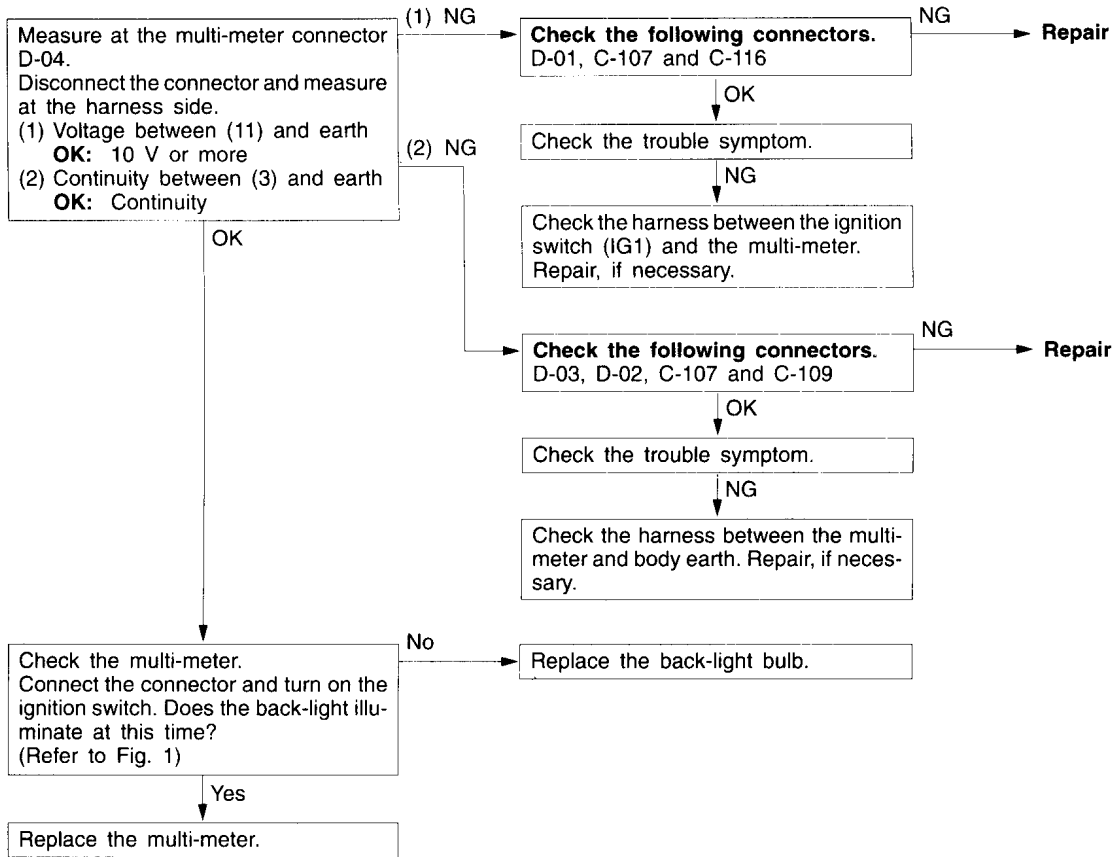 Measure at the multi-meter connector
D-04.
Disconnect the connector and measure
at the harness side.
(1) Voltage between (11) and earth
OK: 10 V or more
(2) Continuity between (3) and earth
OK: Continuity
(1) NG
Check the following connectors.
D-01, C-107 and C-116
NG
Repair
OK
Check the trouble symptom.
NG
Check the harness between the ignition
switch (IG1) and the multi-meter.
Repair, if necessary.
(2) NG
Check the following connectors.
D-03, D-02, C-107 and C-109
NG
Repair
OK
Check the trouble symptom.
NG
Check the harness between the multi-
meter and body earth. Repair, if neces-
sary.
OK
Check the multi-meter.
Connect the connector and turn on the
ignition switch. Does the back-light illu-
minate at this time?
(Refer to Fig. 1)
No
Replace the back-light bulb.
Yes
Replace the multi-meter.